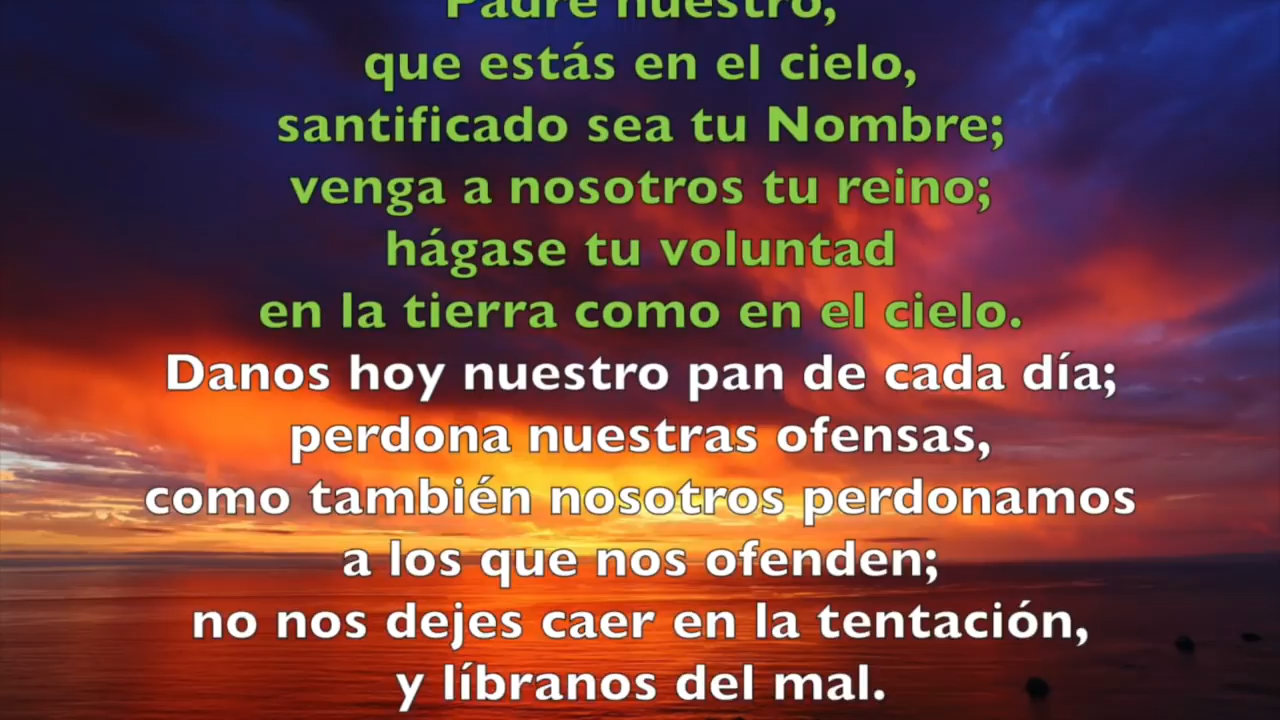 Padre nuestro,
que estás en el cielo,
santificado sea tu Nombre;
venga a nosotros tu reino;
hágase tu voluntad
en la tierra como en el cielo.
Danos hoy nuestro pan de cada día;
perdona nuestras ofensas,
como también nosotros perdonamos
a los que nos ofenden;
no nos dejes caer en la tentación,
y líbranos del mal.